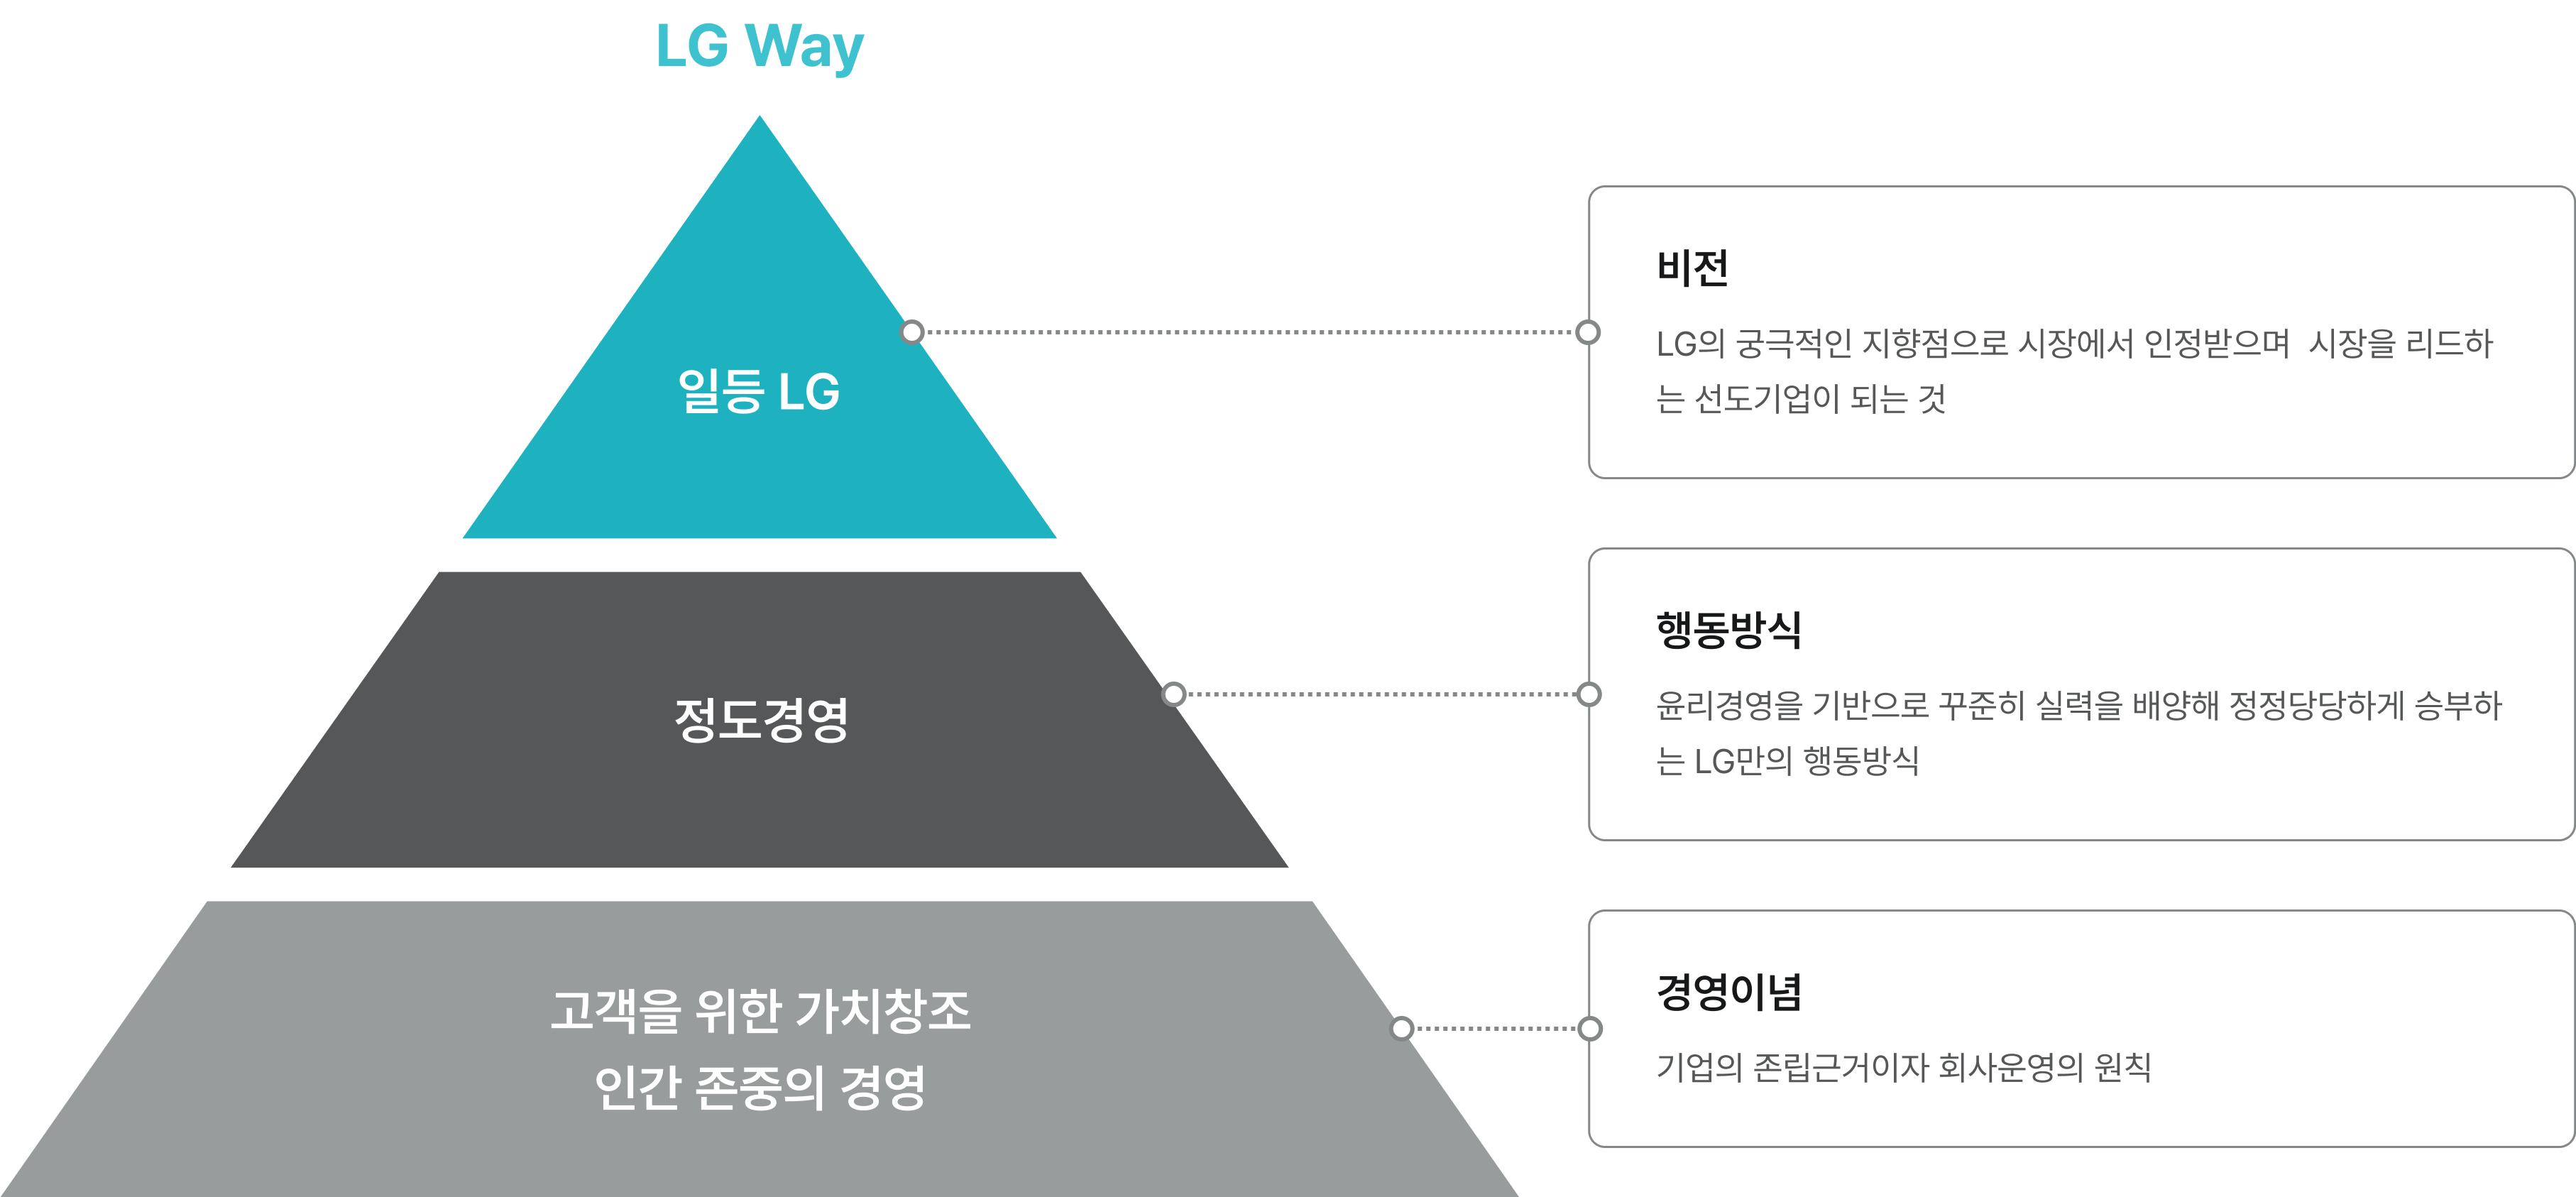 LG Way
일등 LG
비전
LG의 궁극적인 지향점으로 시장에서 인정받으며 시장을 리드하
는 선도기업이 되는 것
정도경영
행동방식
윤리경영을 기반으로 꾸준히 실력을 배양해 정정당당하게 승부하
는 LG만의 행동방식
고객을 위한 가치창조
인간 존중의 경영
경영이념
기업의 존립근거이자 회사운영의 원칙